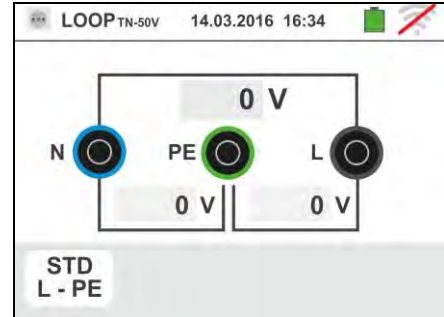 LOOP TN-50V 14.03.2016 16:34
0 V
N PE L
0 V 0 V
STD
L - PE